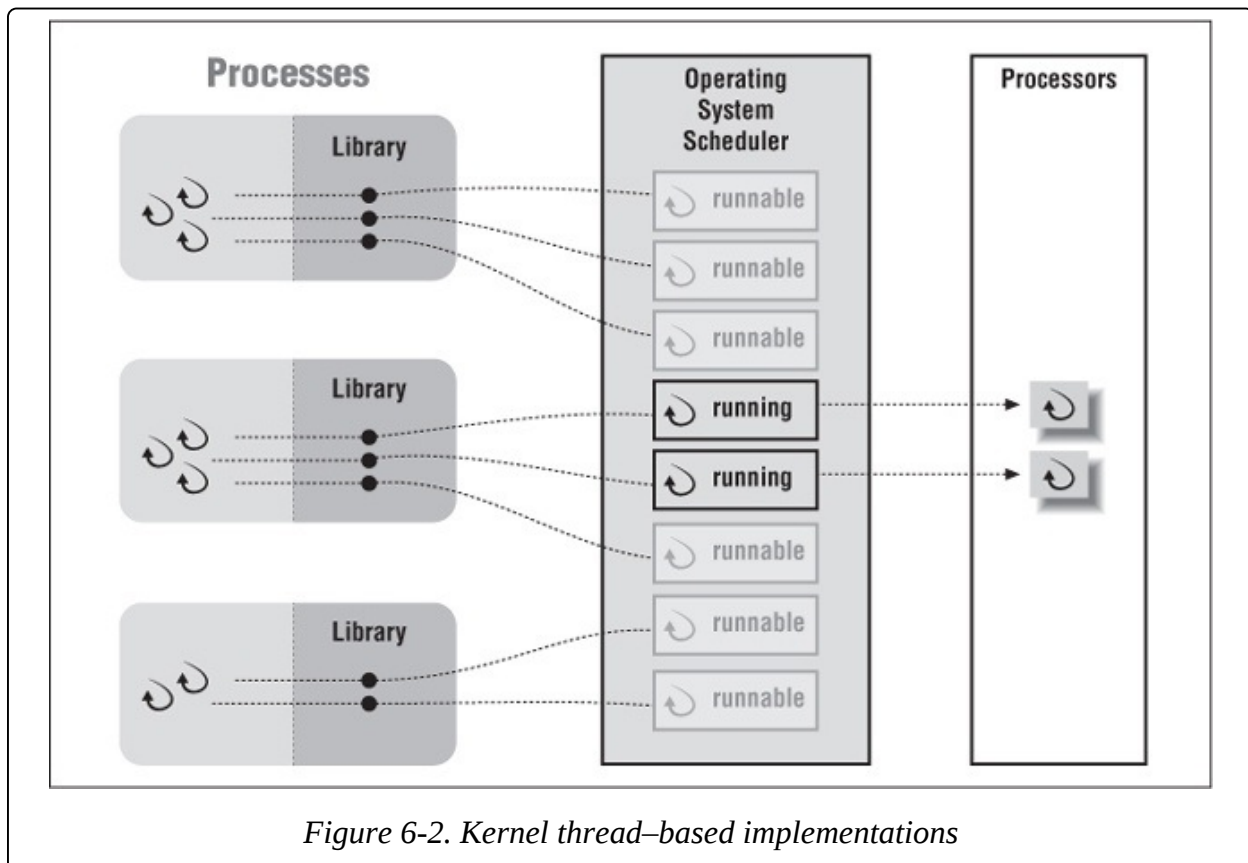 Processes
Operating
System
Scheduler
Processors
Library
runnable
runnable
runnable
Library
running
running
runnable
Library
runnable
runnable
Figure 6-2. Kernel thread–based implementations